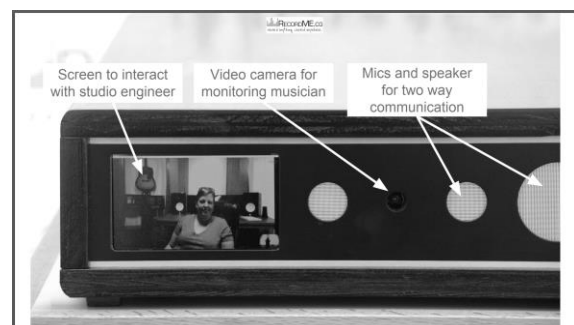 RECORDME.CO
Screen to interact
with studio engineer
Video camera for
monitoring musician
Mics and speaker
for two way
communication